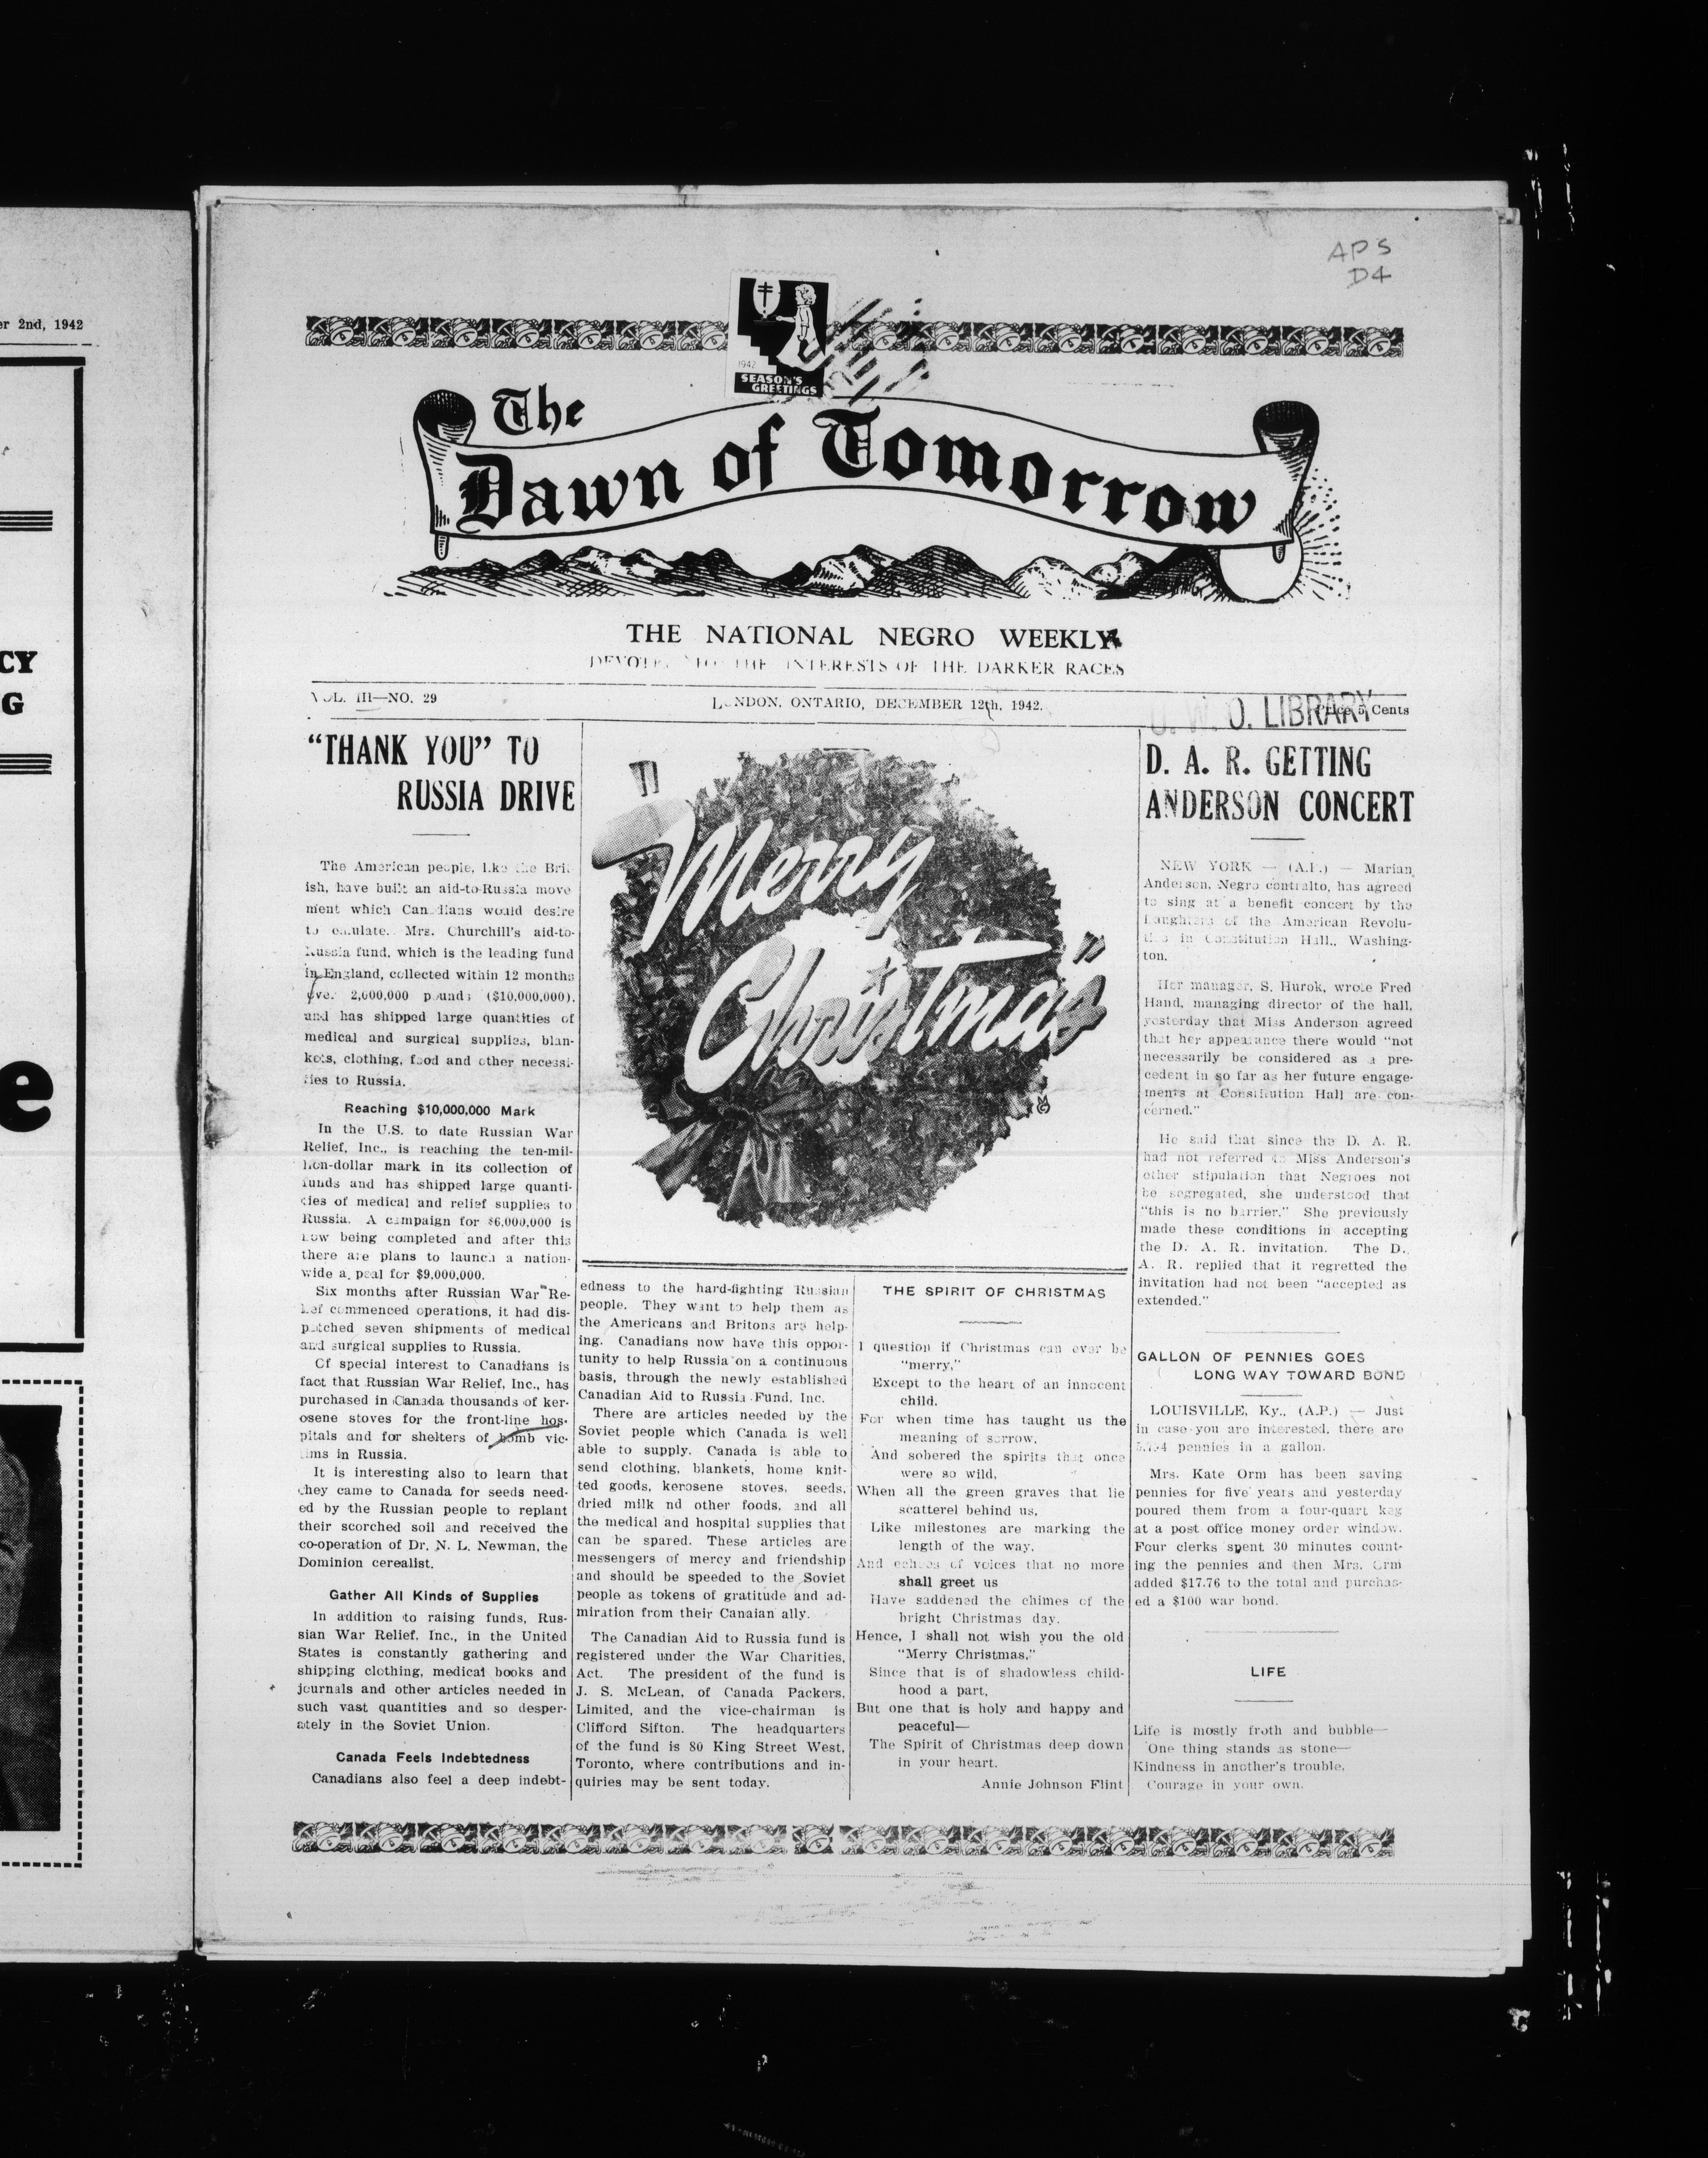 er 2nd, 1942
CY
G
e
APS
D4
1942
SEASON'S
GREETINGS
The
Dawn of Tomorrow
THE NATIONAL NEGRO WEEKLY
DEVOTED TO THE INTERESTS OF THE DARKER RACES
VOL. III—NO. 29
LONDON, ONTARIO, DECEMBER 12th, 1942.
Price 5 Cents
U. W. O. LIBRARY
"THANK YOU" TO
RUSSIA DRIVE
The American people, like the Brit-
ish, have built an aid-to-Russia move
ment which Canadians would desire
to emulate. Mrs. Churchill's aid-to-
Russia fund, which is the leading fund
in England, collected within 12 months
over 2,000,000 pounds ($10,000,000),
and has shipped large quantities of
medical and surgical supplies, blan-
kets, clothing, food and other necessi-
ties to Russia.
Reaching $10,000,000 Mark
In the U.S. to date Russian War
Relief, Inc., is reaching the ten-mil-
lion-dollar mark in its collection of
funds and has shipped large quanti-
ties of medical and relief supplies to
Russia. A campaign for $6,000,000 is
now being completed and after this
there are plans to launch a nation-
wide appeal for $9,000,000.
Six months after Russian War Re-
lief commenced operations, it had dis-
patched seven shipments of medical
and surgical supplies to Russia.
Of special interest to Canadians is
fact that Russian War Relief, Inc., has
purchased in Canada thousands of ker-
osene stoves for the front-line hos-
pitals and for shelters of bomb vic-
tims in Russia.
It is interesting also to learn that
they came to Canada for seeds need-
ed by the Russian people to replant
their scorched soil and received the
co-operation of Dr. N. L. Newman, the
Dominion cerealist.
Gather All Kinds of Supplies
In addition to raising funds, Rus-
sian War Relief, Inc., in the United
States is constantly gathering and
shipping clothing, medical books and
journals and other articles needed in
such vast quantities and so desper-
ately in the Soviet Union.
Canada Feels Indebtedness
Canadians also feel a deep indebt-
"Merry
Christmas"
edness to the hard-fighting Russian
people. They want to help them as
the Americans and Britons are help-
ing. Canadians now have this oppor-
tunity to help Russia on a continuous
basis, through the newly established
Canadian Aid to Russia Fund, Inc.
There are articles needed by the
Soviet people which Canada is well
able to supply. Canada is able to
send clothing, blankets, home knit-
ted goods, kerosene stoves, seeds,
dried milk nd other foods, and all
the medical and hospital supplies that
can be spared. These articles are
messengers of mercy and friendship
and should be speeded to the Soviet
people as tokens of gratitude and ad-
miration from their Canaian ally.
The Canadian Aid to Russia fund is
registered under the War Charities,
Act. The president of the fund is
J. S. McLean, of Canada Packers,
Limited, and the vice-chairman is
Clifford Sifton. The headquarters
of the fund is 80 King Street West,
Toronto, where contributions and in-
quiries may be sent today.
THE SPIRIT OF CHRISTMAS
I question if Christmas can ever be
"merry,"
Except to the heart of an innocent
child.
For when time has taught us the
meaning of sorrow,
And sobered the spirits that once
were so wild,
When all the green graves that lie
scatterel behind us,
Like milestones are marking the
length of the way,
And echoes of voices that no more
shall greet us
Have saddened the chimes of the
bright Christmas day.
Hence, I shall not wish you the old
"Merry Christmas,"
Since that is of shadowless child-
hood a part,
But one that is holy and happy and
peaceful—
The Spirit of Christmas deep down
in your heart.
Annie Johnson Flint
D. A. R. GETTING
ANDERSON CONCERT
NEW YORK — (A.P.) — Marian
Anderson, Negro contralto, has agreed
to sing at a benefit concert by the
Daughters of the American Revolu-
tion in Constitution Hall, Washing-
ton.
Her manager, S. Hurok, wrote Fred
Hand, managing director of the hall,
yesterday that Miss Anderson agreed
that her appearance there would "not
necessarily be considered as a pre-
cedent in so far as her future engage-
ments at Constitution Hall are con-
cerned."
He said that since the D. A. R.
had not referred to Miss Anderson's
other stipulation that Negroes not
be segregated, she understood that
"this is no barrier." She previously
made these conditions in accepting
the D. A. R. invitation. The D.
A. R. replied that it regretted the
invitation had not been "accepted as
extended."
GALLON OF PENNIES GOES
LONG WAY TOWARD BOND
LOUISVILLE, Ky., (A.P.) — Just
in case you are interested, there are
pennies in a gallon.
Mrs. Kate Orm has been saving
pennies for five years and yesterday
poured them from a four-quart keg
at a post office money order window.
Four clerks spent 30 minutes count-
ing the pennies and then Mrs. Orm
added $17.76 to the total and purchas-
ed a $100 war bond.
LIFE
Life is mostly froth and bubble—
One thing stands as stone—
Kindness in another's trouble,
Courage in your own.